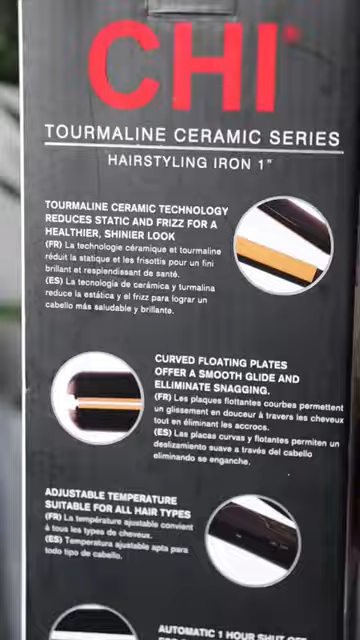 CHI
TOURMALINE CERAMIC SERIES
HAIRSTYLING IRON 1"
TOURMALINE CERAMIC TECHNOLOGY
REDUCES STATIC AND FRIZZ FOR A
HEALTHIER, SHINIER LOOK
(FR) La technologie céramique et tourmaline
réduit la statique et les frisottis pour un fini
brillant et resplendissant de santé.
(ES) La tecnología de cerámica y turmalina
reduce la estática y el frizz para lograr un
cabello más saludable y brillante.
CURVED FLOATING PLATES
OFFER A SMOOTH GLIDE AND
ELLIMINATE SNAGGING.
(FR) Les plaques flottantes courbes permettent
un glissement en douceur à travers les cheveux
tout en éliminant les accrocs.
(ES) Las placas curvas y flotantes permiten un
deslizamiento suave a través del cabello
eliminando se enganche.
ADJUSTABLE TEMPERATURE
SUITABLE FOR ALL HAIR TYPES
(FR) La température ajustable convient
à tous les types de cheveux.
(ES) Temperatura ajustable apta para
todo tipo de cabello.
AUTOMATIC 1 HOUR SHUT OFF